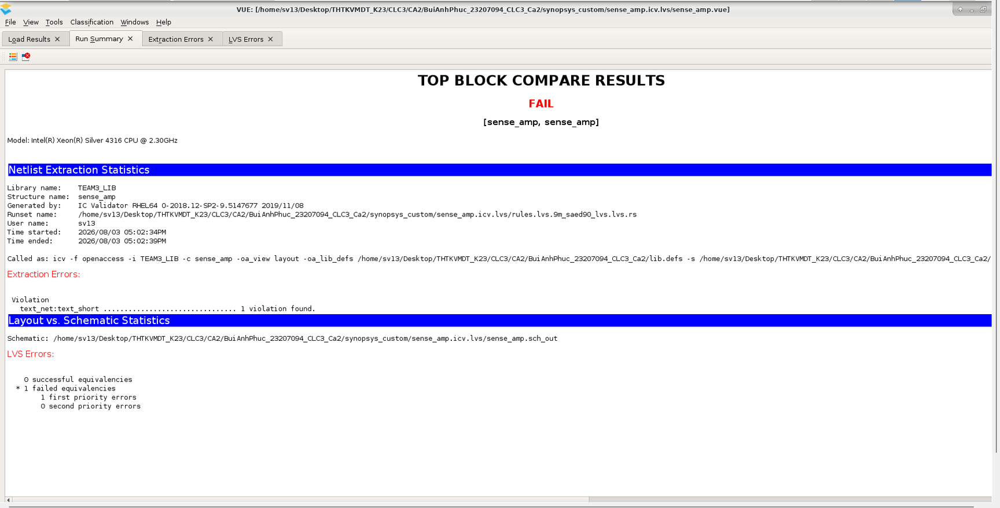 VUE: [/home/sv13/Desktop/THTKVMDT_K23/CLC3/CA2/BuiAnhPhuc_23207094_CLC3_Ca2/synopsys_custom/sense_amp.icv.lvs/sense_amp.vue]
File View Tools Classification Windows Help
Load Results Run Summary Extraction Errors LVS Errors
TOP BLOCK COMPARE RESULTS
FAIL
[sense_amp, sense_amp]
Model: Intel(R) Xeon(R) Silver 4316 CPU @ 2.30GHz
Netlist Extraction Statistics
Library name: TEAM3_LIB
Structure name: sense_amp
Generated by: IC Validator RHEL64 O-2018.12-SP2-9.5147677 2019/11/08
Runset name: /home/sv13/Desktop/THTKVMDT_K23/CLC3/CA2/BuiAnhPhuc_23207094_CLC3_Ca2/synopsys_custom/sense_amp.icv.lvs/rules.lvs.9m_saed90_lvs.lvs.rs
User name: sv13
Time started: 2026/08/03 05:02:34PM
Time ended: 2026/08/03 05:02:39PM
Called as: icv -f openaccess -i TEAM3_LIB -c sense_amp -oa_view layout -oa_lib_defs /home/sv13/Desktop/THTKVMDT_K23/CLC3/CA2/BuiAnhPhuc_23207094_CLC3_Ca2/lib.defs -s /home/sv13/Desktop/THTKVMDT_K23/CLC3/CA2/BuiAnhPhuc_23207094_CLC3_Ca2/
Extraction Errors:
Violation
text_net:text_short ................................ 1 violation found.
Layout vs. Schematic Statistics
Schematic: /home/sv13/Desktop/THTKVMDT_K23/CLC3/CA2/BuiAnhPhuc_23207094_CLC3_Ca2/synopsys_custom/sense_amp.icv.lvs/sense_amp.sch_out
LVS Errors:
0 successful equivalencies
* 1 failed equivalencies
1 first priority errors
0 second priority errors